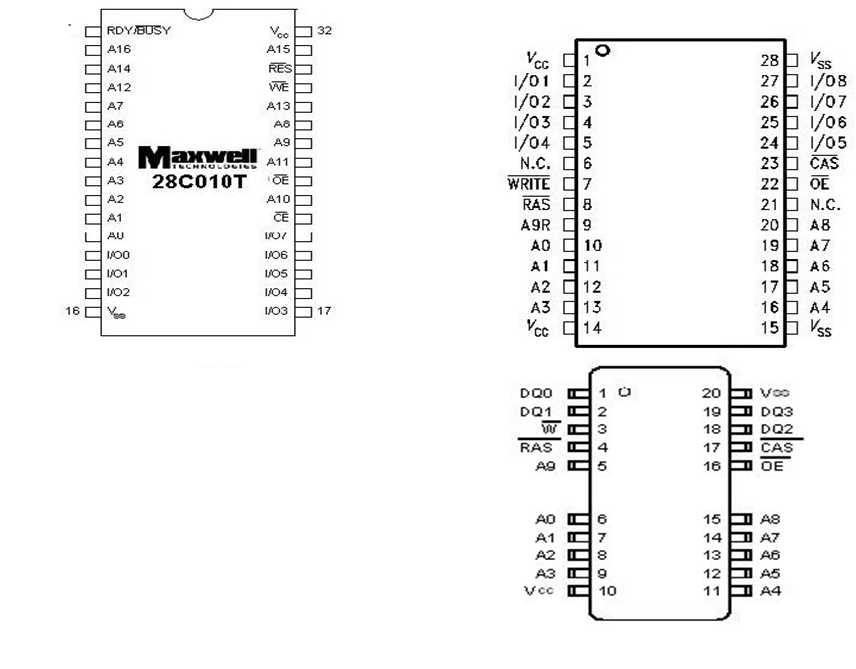 RDY/BUSY VCC 32
A16 A15
A14 RES
A12 WE
A7 A13
A6 A8
A5 A9
Maxwell
TECHNOLOGIES
A4 A11
28C010T
A3 OE
A2 A10
A1 CE
A0 I/O7
I/O0 I/O6
I/O1 I/O5
I/O2 I/O4
16 VSS I/O3 17
VCC 1 28 VSS
I/O1 2 27 I/O8
I/O2 3 26 I/O7
I/O3 4 25 I/O6
I/O4 5 24 I/O5
N.C. 6 23 CAS
WRITE 7 22 OE
RAS 8 21 N.C.
A9R 9 20 A8
A0 10 19 A7
A1 11 18 A6
A2 12 17 A5
A3 13 16 A4
VCC 14 15 VSS
DQ0 1 20 Vss
DQ1 2 19 DQ3
W 3 18 DQ2
RAS 4 17 CAS
A9 5 16 OE
A0 6 15 A8
A1 7 14 A7
A2 8 13 A6
A3 9 12 A5
Vcc 10 11 A4